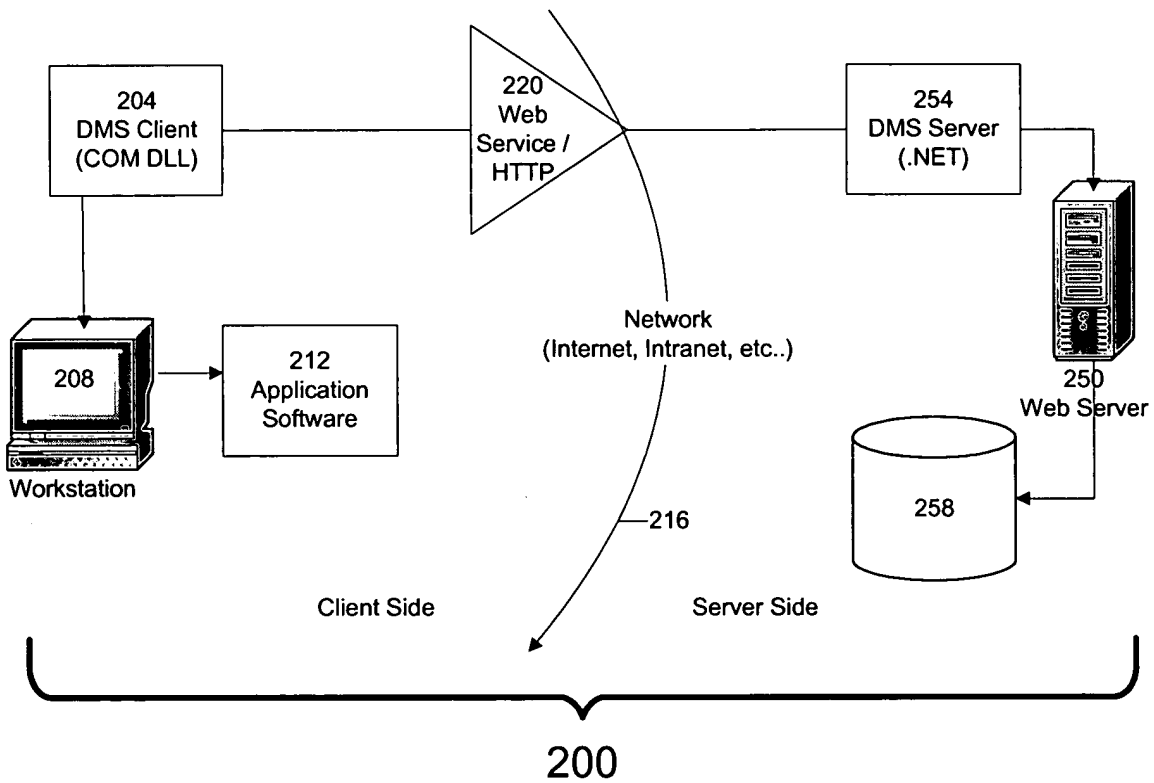 204
DMS Client
(COM DLL)
220
Web
Service /
HTTP
254
DMS Server
(.NET)
208
Workstation
212
Application
Software
Network
(Internet, Intranet, etc..)
250
Web Server
258
216
Client Side
Server Side
200